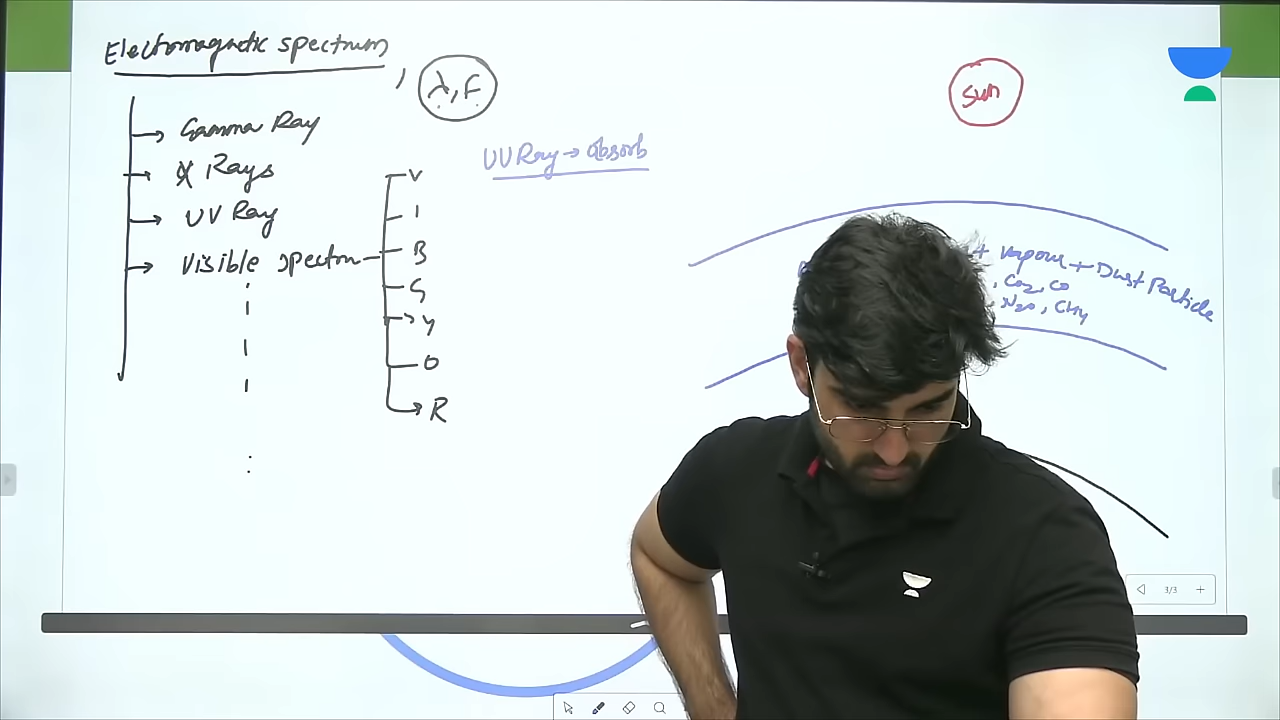 Electromagnetic spectrum, λ, F
Gamma Ray
X Rays
UV Ray
Visible spectrum
V
I
B
G
Y
O
R
UV Ray → absorb
Sun
+ vapour + Dust Particle
, CO2, CO
, N2O, CH4
3/3